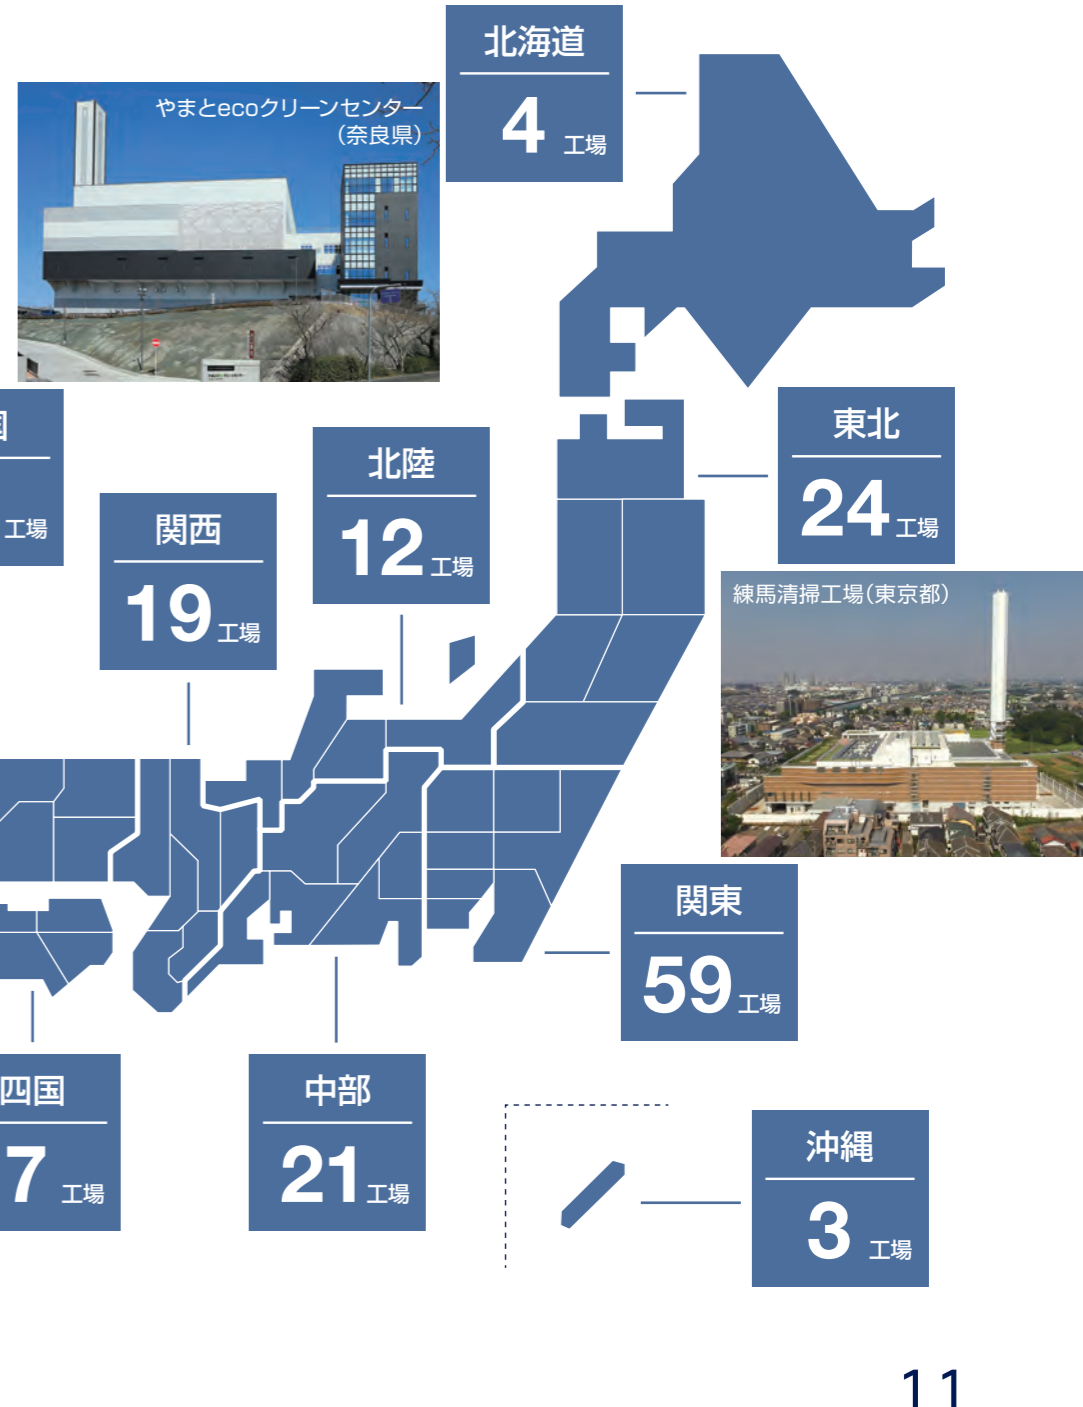 北海道
4 工場
やまとecoクリーンセンター
(奈良県)
東北
24 工場
北陸
12 工場
工場
関西
19 工場
練馬清掃工場(東京都)
関東
59 工場
四国
7 工場
中部
21 工場
沖縄
3 工場
11